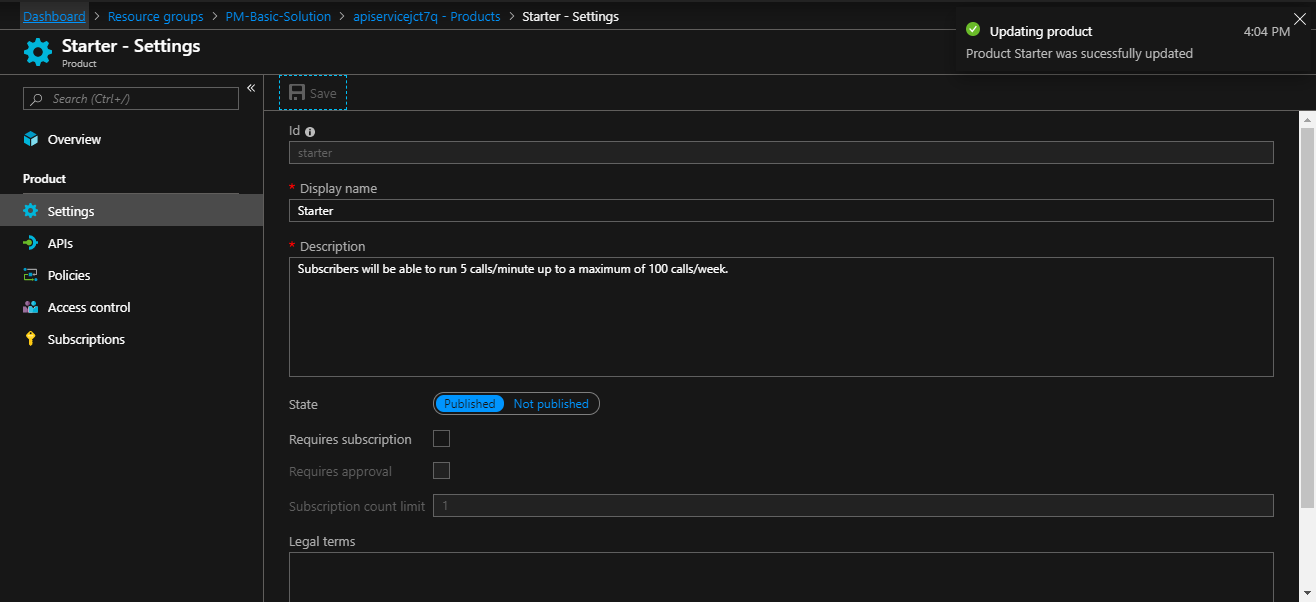 Dashboard > Resource groups > PM-Basic-Solution > apiservicejct7q - Products > Starter - Settings
Updating product 4:04 PM
Product Starter was sucessfully updated
Starter - Settings
Product
Search (Ctrl+/)
«
Overview
Product
Settings
APIs
Policies
Access control
Subscriptions
Save
Id
starter
* Display name
Starter
* Description
Subscribers will be able to run 5 calls/minute up to a maximum of 100 calls/week.
State Published Not published
Requires subscription
Requires approval
Subscription count limit 1
Legal terms